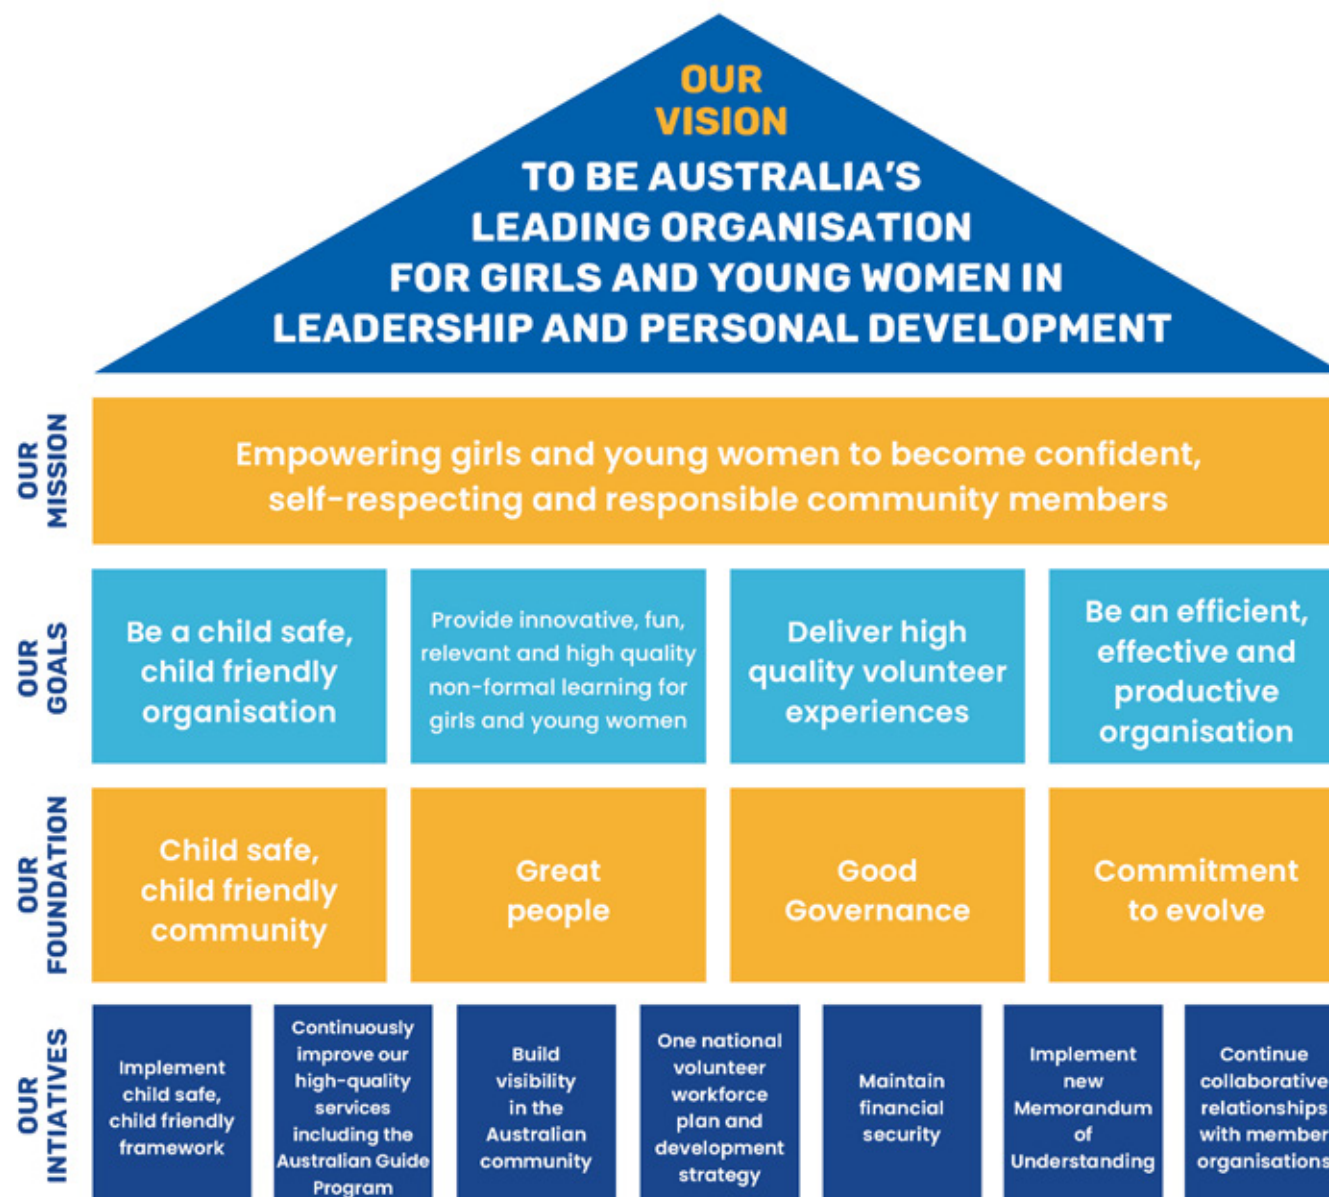 OUR
VISION
TO BE AUSTRALIA'S
LEADING ORGANISATION
FOR GIRLS AND YOUNG WOMEN IN
LEADERSHIP AND PERSONAL DEVELOPMENT
OUR
MISSION
Empowering girls and young women to become confident,
self-respecting and responsible community members
OUR
GOALS
Be a child safe,
child friendly
organisation
Provide innovative, fun,
relevant and high quality
non-formal learning for
girls and young women
Deliver high
quality volunteer
experiences
Be an efficient,
effective and
productive
organisation
OUR
FOUNDATION
Child safe,
child friendly
community
Great
people
Good
Governance
Commitment
to evolve
OUR
INTIATIVES
Implement
child safe,
child friendly
framework
Continuously
improve our
high-quality
services
including the
Australian Guide
Program
Build
visibility
in the
Australian
community
One national
volunteer
workforce
plan and
development
strategy
Maintain
financial
security
Implement
new
Memorandum
of
Understanding
Continue
collaborative
relationships
with member
organisations